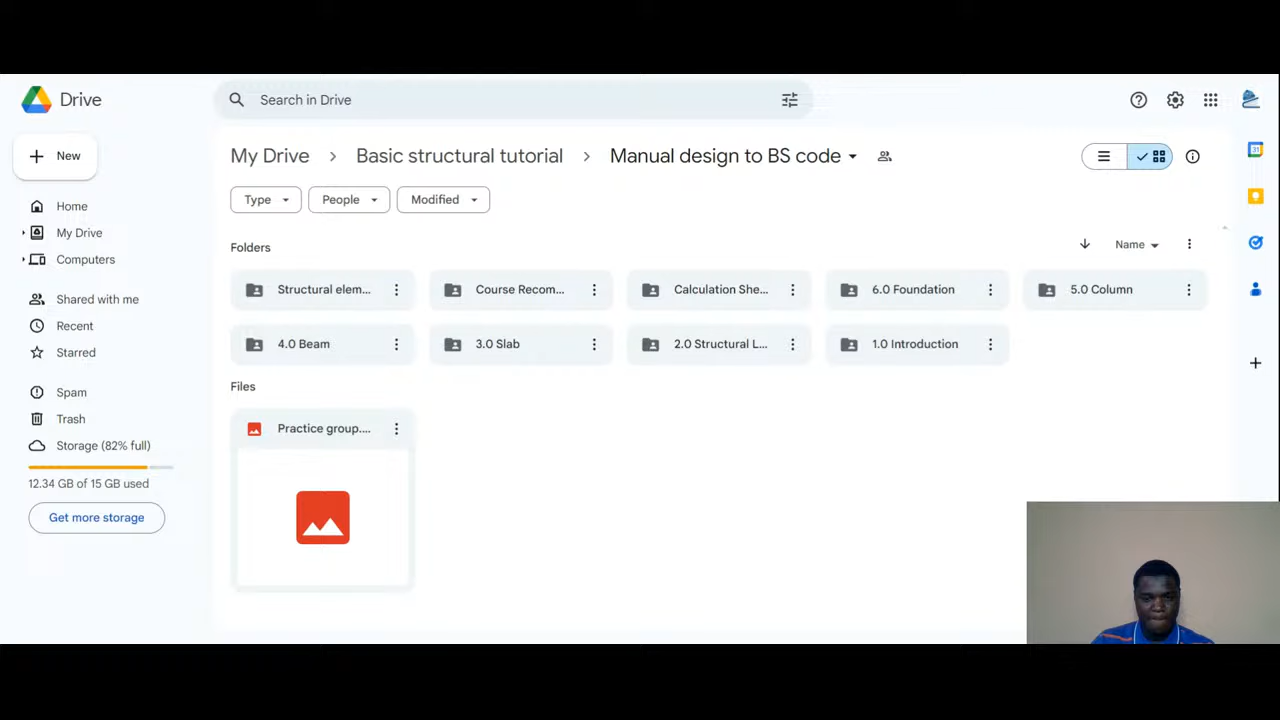 Drive
Search in Drive
New
My Drive
Basic structural tutorial
Manual design to BS code
Type
People
Modified
Home
My Drive
Computers
Shared with me
Recent
Starred
Spam
Trash
Storage (82% full)
12.34 GB of 15 GB used
Get more storage
Folders
Name
Structural elem...
Course Recom...
Calculation She...
6.0 Foundation
5.0 Column
4.0 Beam
3.0 Slab
2.0 Structural L...
1.0 Introduction
Files
Practice group....
31